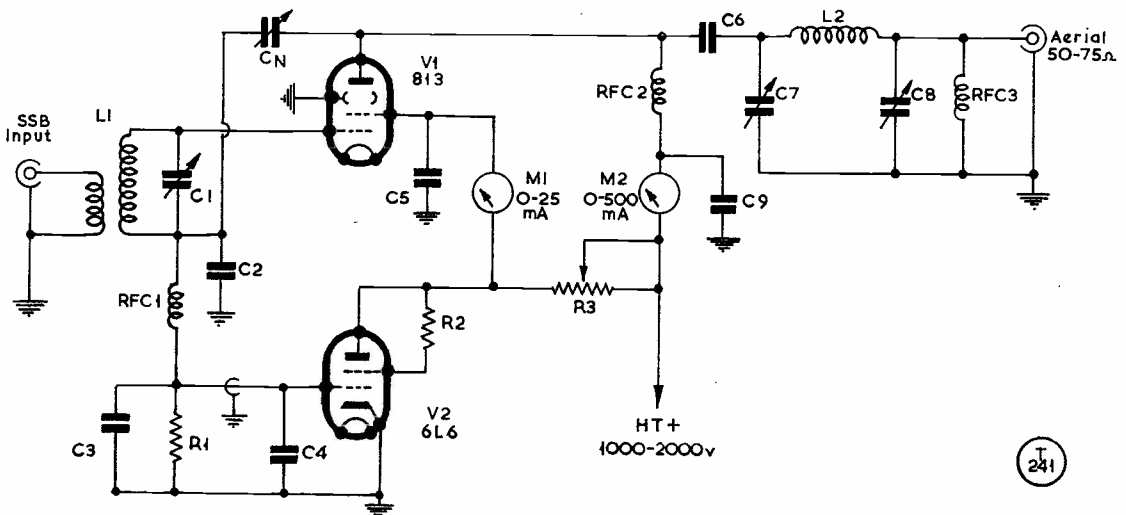 SSB
Input
L1
C1
C2
RFC1
C3
R1
C4
CN
V1
813
C5
M1
0-25
mA
R2
V2
6L6
R3
RFC2
M2
0-500
mA
C9
HT+
1000-2000v
C6
C7
L2
C8
RFC3
Aerial
50-75Ω
T
241